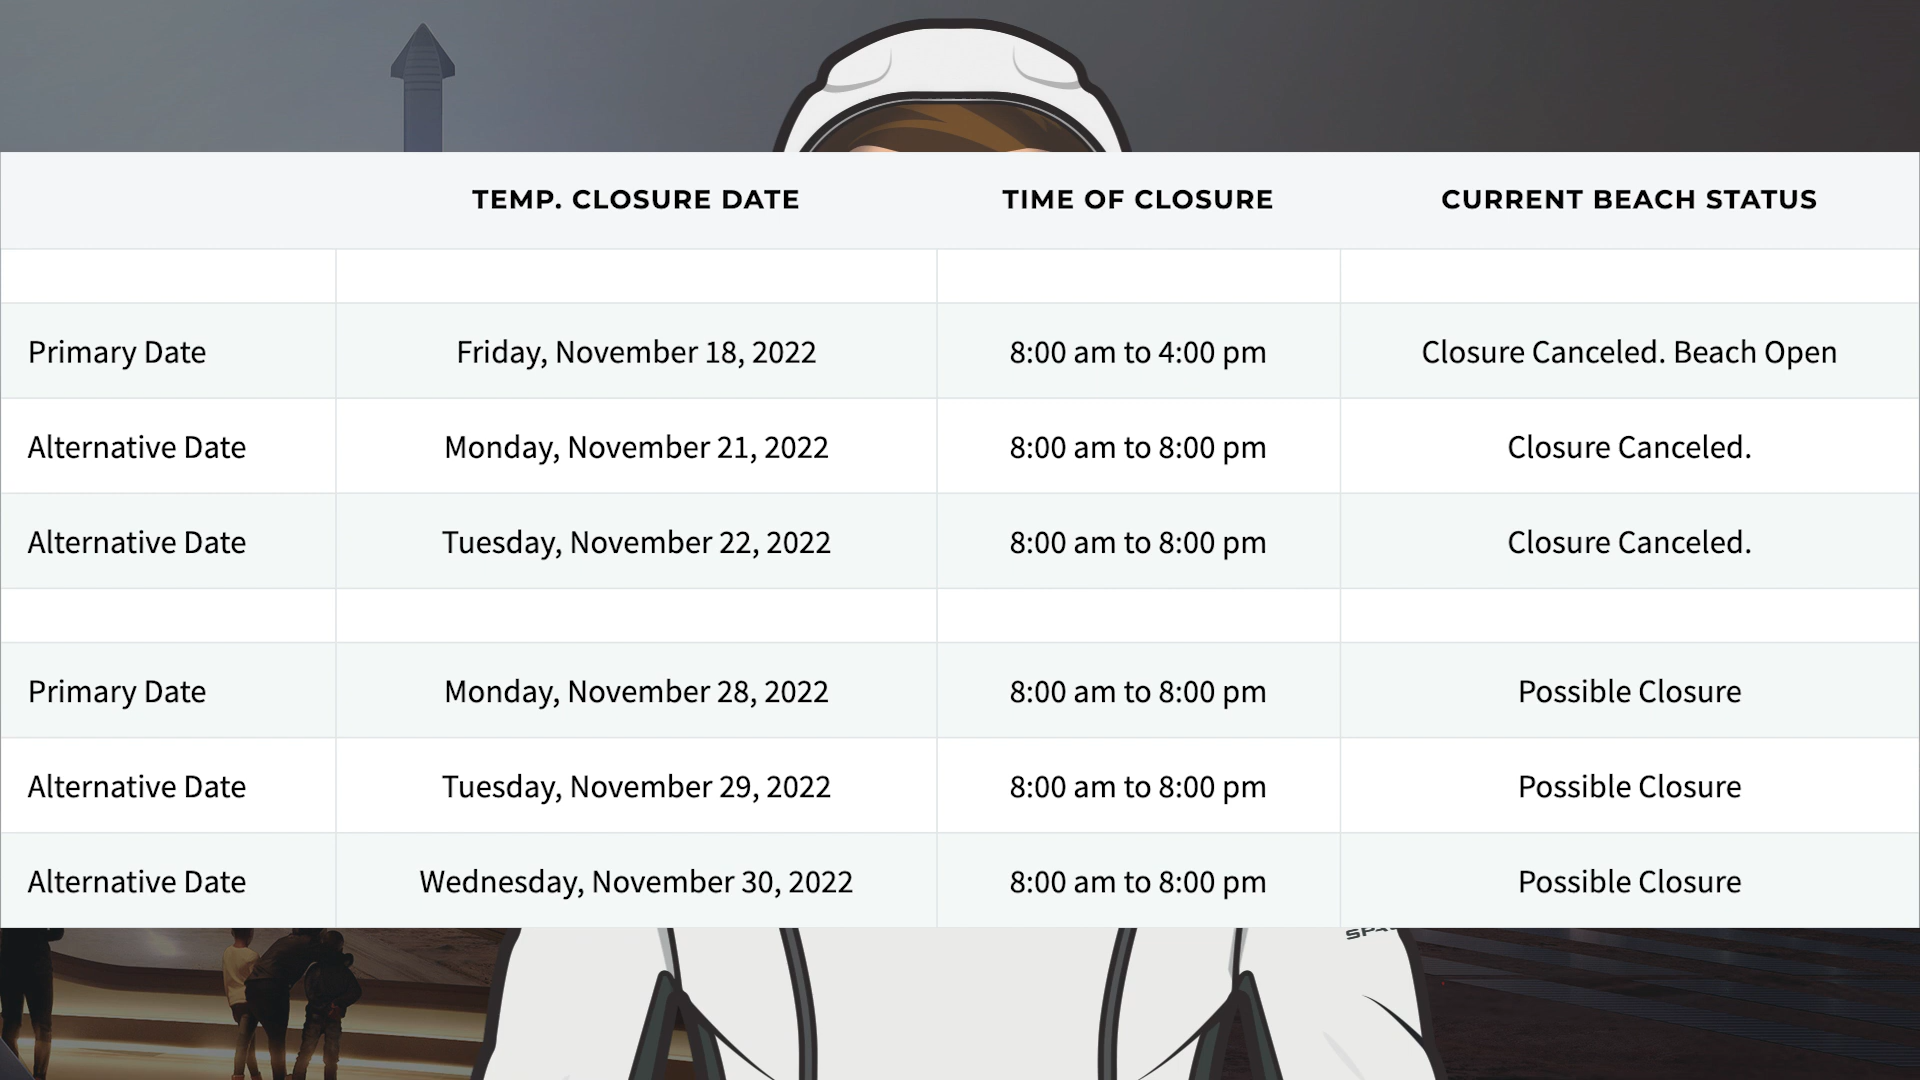 TEMP. CLOSURE DATE TIME OF CLOSURE CURRENT BEACH STATUS
Primary Date Friday, November 18, 2022 8:00 am to 4:00 pm Closure Canceled. Beach Open
Alternative Date Monday, November 21, 2022 8:00 am to 8:00 pm Closure Canceled.
Alternative Date Tuesday, November 22, 2022 8:00 am to 8:00 pm Closure Canceled.
Primary Date Monday, November 28, 2022 8:00 am to 8:00 pm Possible Closure
Alternative Date Tuesday, November 29, 2022 8:00 am to 8:00 pm Possible Closure
Alternative Date Wednesday, November 30, 2022 8:00 am to 8:00 pm Possible Closure